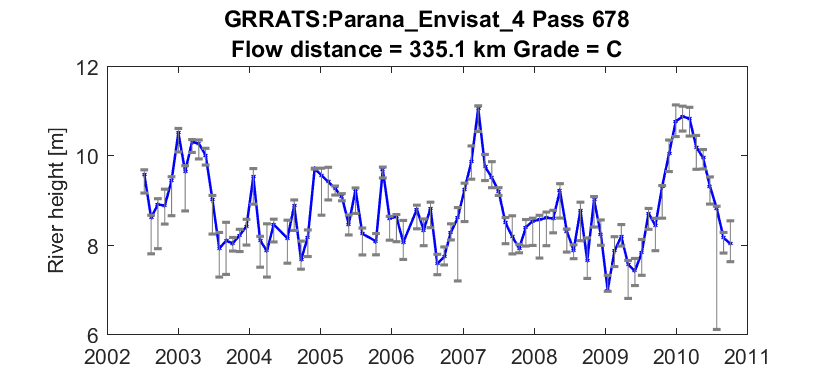 GRRATS:Parana_Envisat_4 Pass 678
Flow distance = 335.1 km Grade = C
12
10
8
6
River height [m]
2002 2003 2004 2005 2006 2007 2008 2009 2010 2011